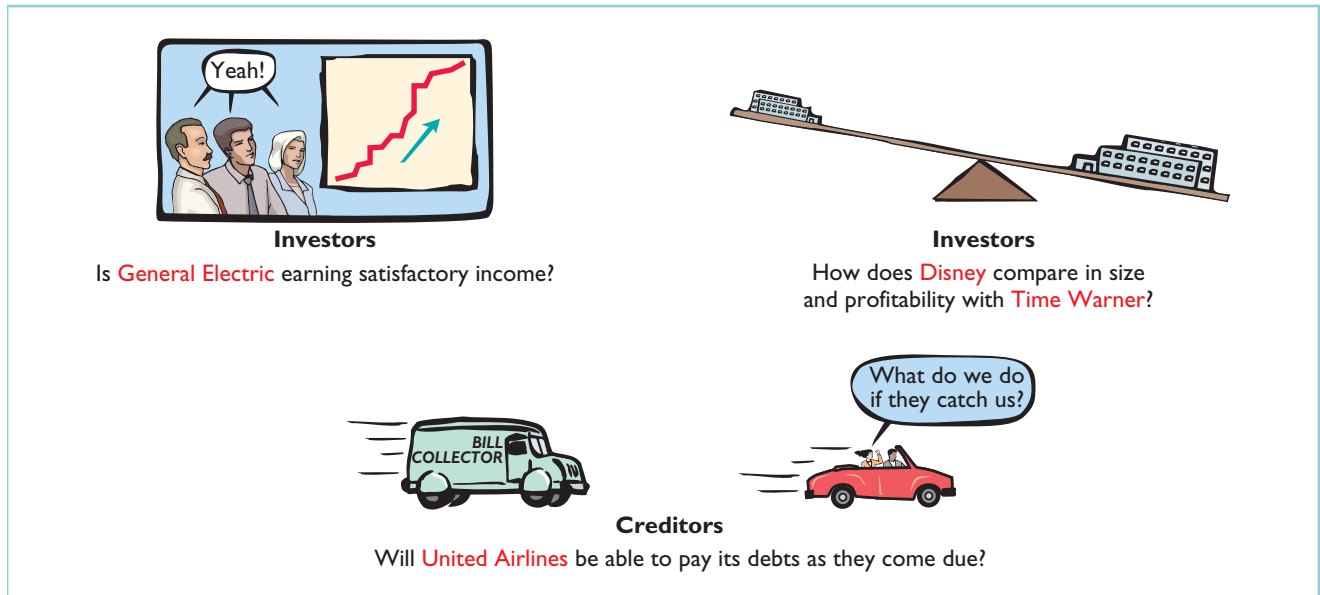 Yeah!
Investors
Is General Electric earning satisfactory income?
Investors
How does Disney compare in size
and profitability with Time Warner?
BILL
COLLECTOR
What do we do
if they catch us?
Creditors
Will United Airlines be able to pay its debts as they come due?